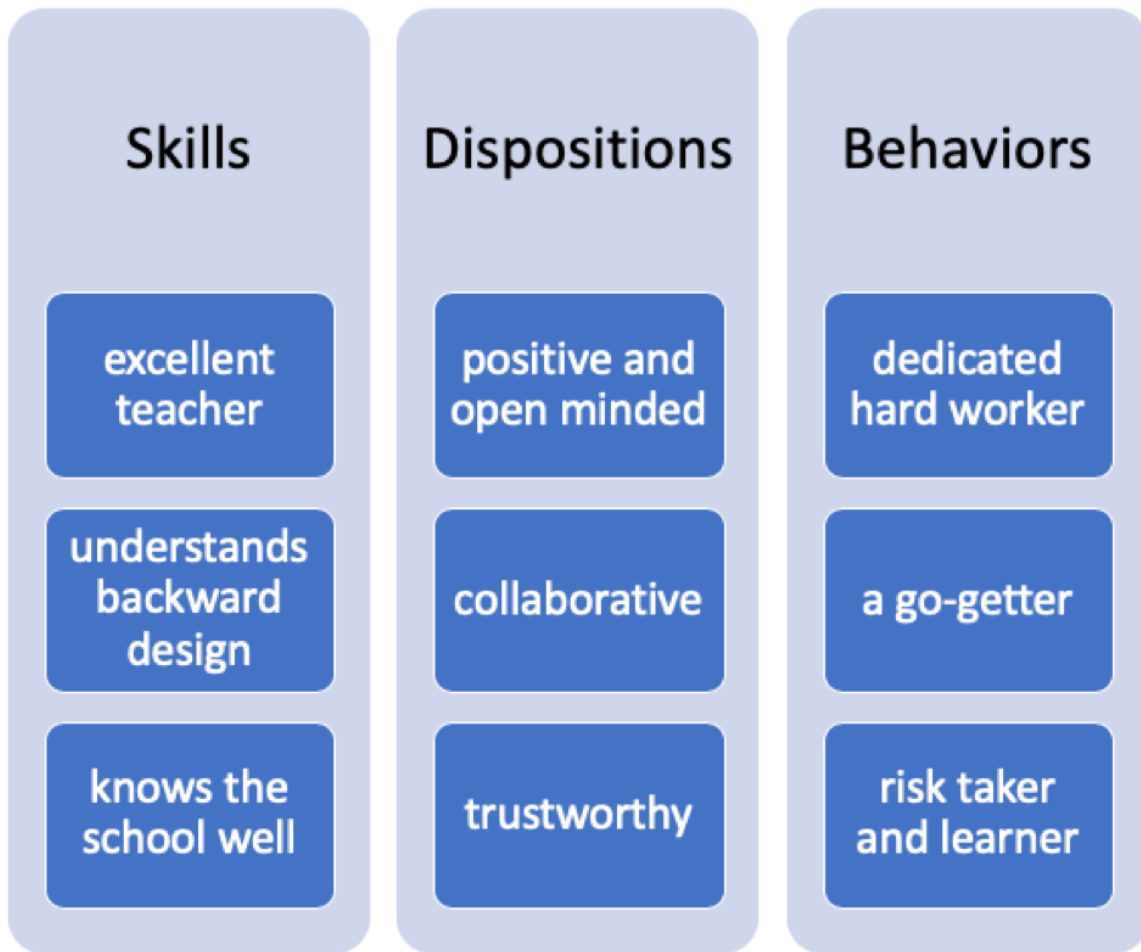 Skills
excellent
teacher
understands
backward
design
knows the
school well
Dispositions
positive and
open minded
collaborative
trustworthy
Behaviors
dedicated
hard worker
a go-getter
risk taker
and learner